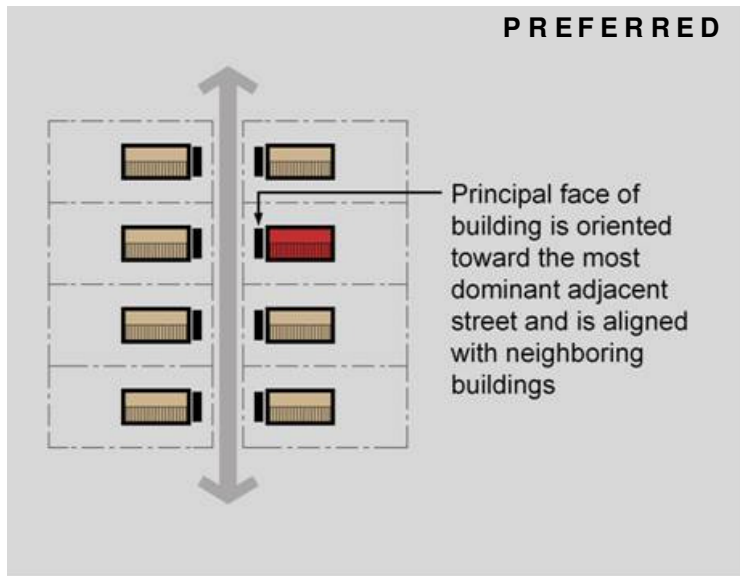 PREFERRED
Principal face of
building is oriented
toward the most
dominant adjacent
street and is aligned
with neighboring
buildings